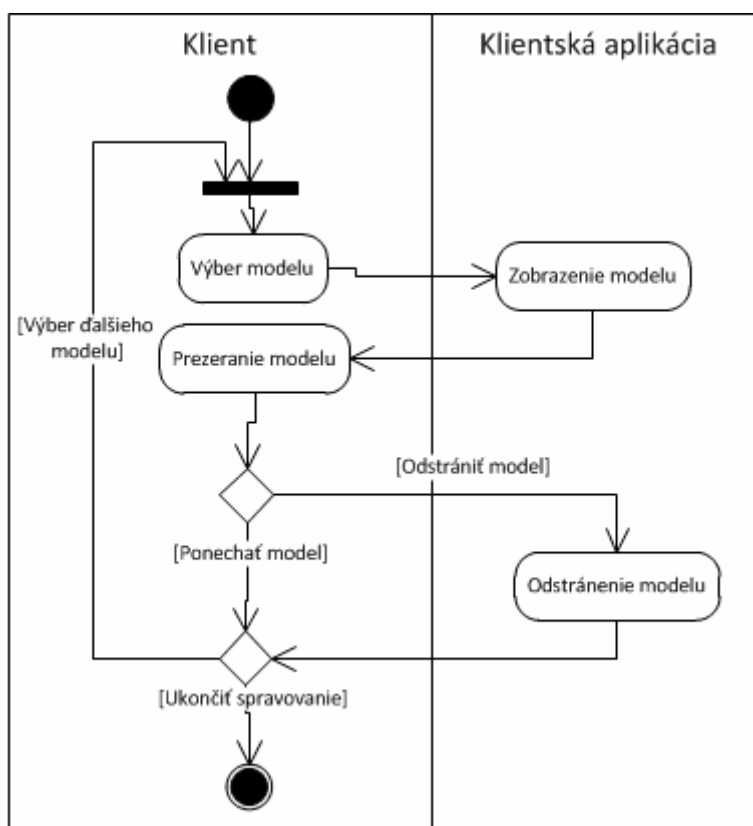 Klient
Klientská aplikácia
Výber modelu
Zobrazenie modelu
[Výber ďalšieho
modelu]
Prezeranie modelu
[Odstrániť model]
[Ponechať model]
Odstránenie modelu
[Ukončiť spravovanie]